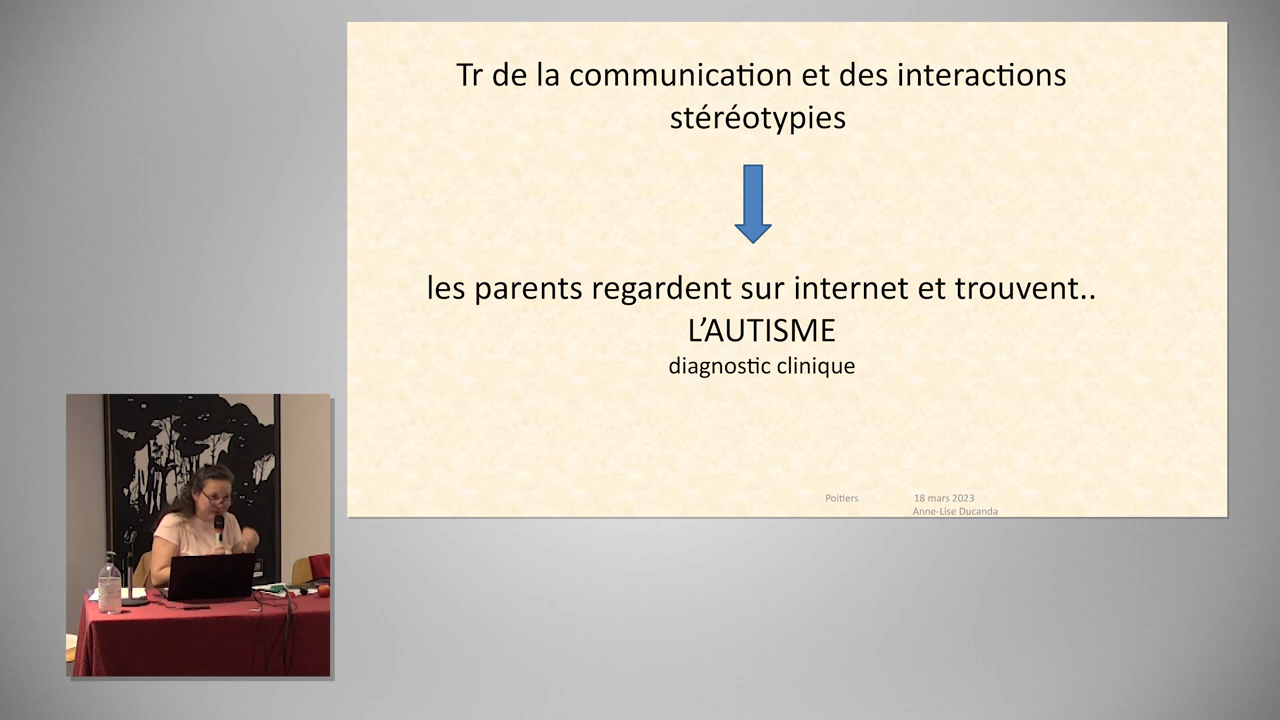 Tr de la communication et des interactions
stéréotypies
les parents regardent sur internet et trouvent..
L'AUTISME
diagnostic clinique
Poitiers 18 mars 2023
Anne-Lise Ducanda